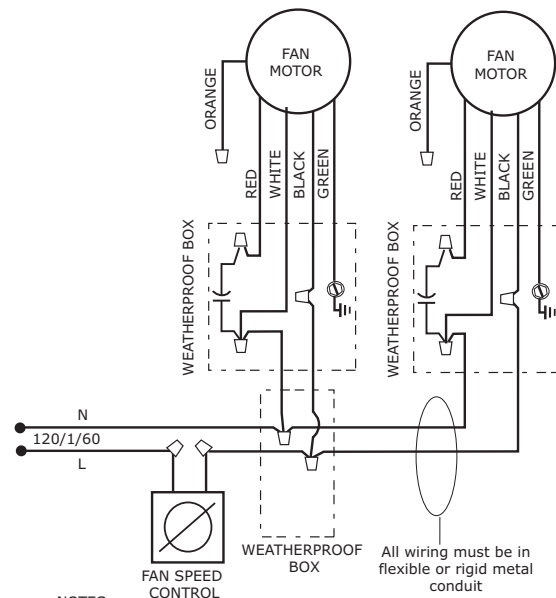 FAN
MOTOR
FAN
MOTOR
ORANGE
RED
WHITE
BLACK
GREEN
ORANGE
RED
WHITE
BLACK
GREEN
WEATHERPROOF BOX
WEATHERPROOF BOX
N
120/1/60
L
WEATHERPROOF
BOX
All wiring must be in
flexible or rigid metal
conduit
FAN SPEED
CONTROL